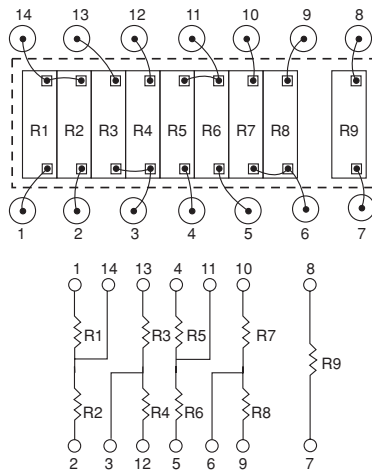 14 13 12 11 10 9 8
R1 R2 R3 R4 R5 R6 R7 R8 R9
1 2 3 4 5 6 7
1 14 13 4 11 10 8
R1 R3 R5 R7
R9
R2 R4 R6 R8
2 3 12 5 6 9 7